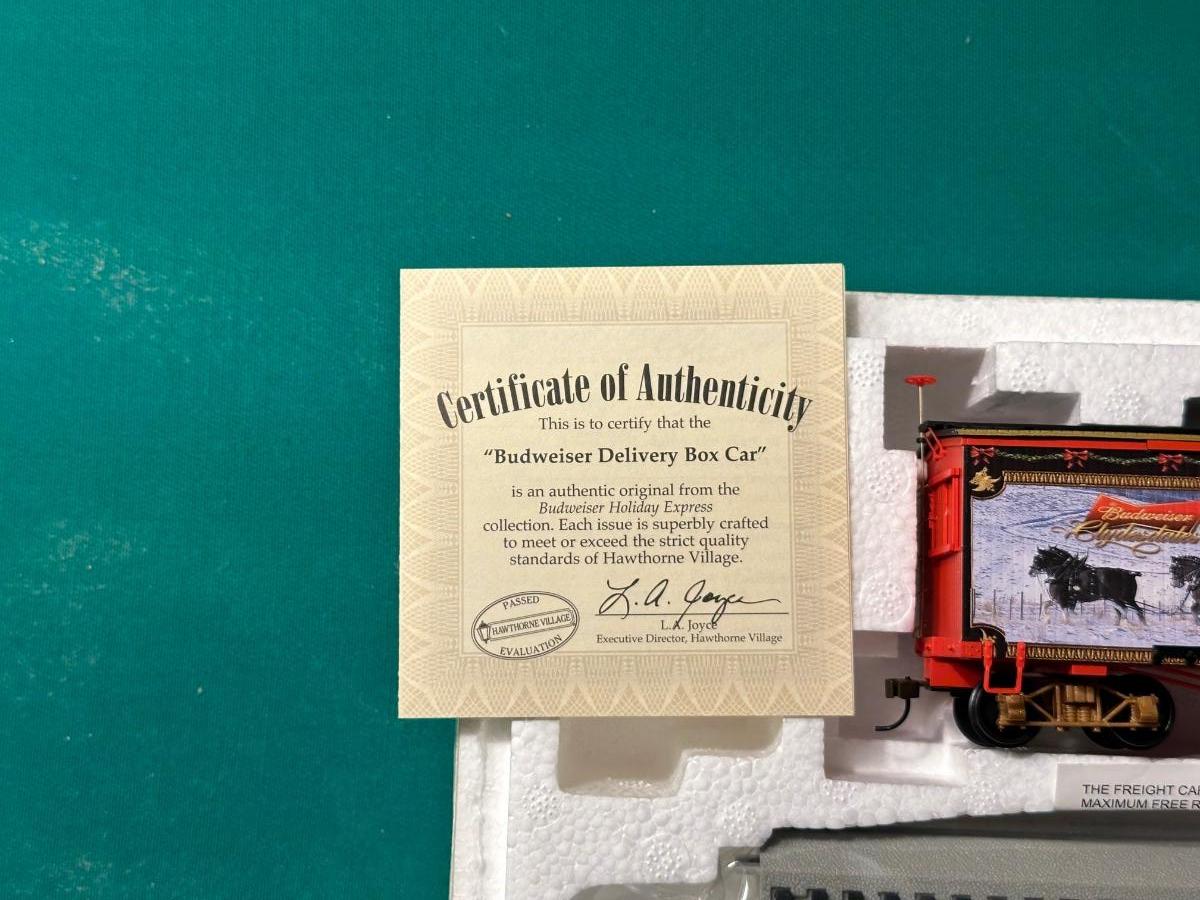 Certificate of Authenticity
This is to certify that the
“Budweiser Delivery Box Car”
is an authentic original from the
Budweiser Holiday Express
collection. Each issue is superbly crafted
to meet or exceed the strict quality
standards of Hawthorne Village.
L. A. Joyce
L.A. Joyce
Executive Director, Hawthorne Village
PASSED
HAWTHORNE VILLAGE
EVALUATION
Budweiser
THE FREIGHT
MAXIMUM FREE